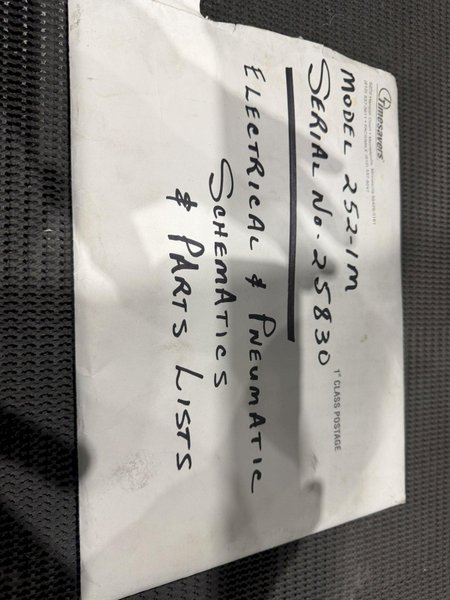 Timesavers
MODEL 252-1M
SERIAL NO. 25830
1st CLASS POSTAGE
ELECTRICAL & PNEUMATIC
SCHEMATICS
& PARTS LISTS